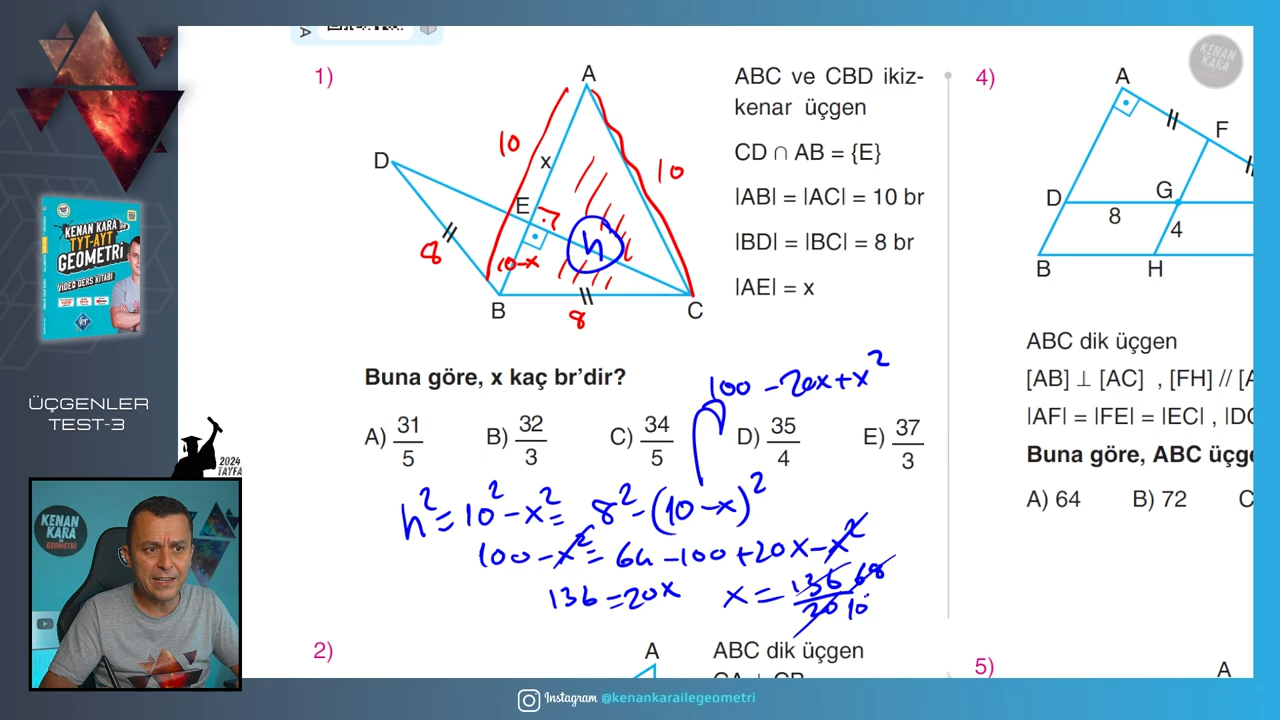 KENAN KARA
TYT-AYT
GEOMETRİ
VİDEO DERS KİTABI
ÜÇGENLER
TEST-3
2024
TAYFA
KENAN
KARA
GEOMETRİ
1)
A
D
E
B
C
x
10
10
8
8
10-x
h
ABC ve CBD ikiz-
kenar üçgen
CD ∩ AB = {E}
|AB| = |AC| = 10 br
|BD| = |BC| = 8 br
|AE| = x
Buna göre, x kaç br'dir?
A) 31/5 B) 32/3 C) 34/5 D) 35/4 E) 37/3
100 - 20x + x²
h² = 10² - x² = 8² - (10 - x)²
100 - x² = 64 - 100 + 20x - x²
136 = 20x x = 136 68 / 20 10
2)
A
ABC dik üçgen
4)
KENAN
KARA
A
F
D
G
8
4
B
H
ABC dik üçgen
[AB] ⊥ [AC] , [FH] // [A
|AF| = |FE| = |EC| , |DG
Buna göre, ABC üçge
A) 64 B) 72 C
5)
A
Instagram @kenankarailegeometri